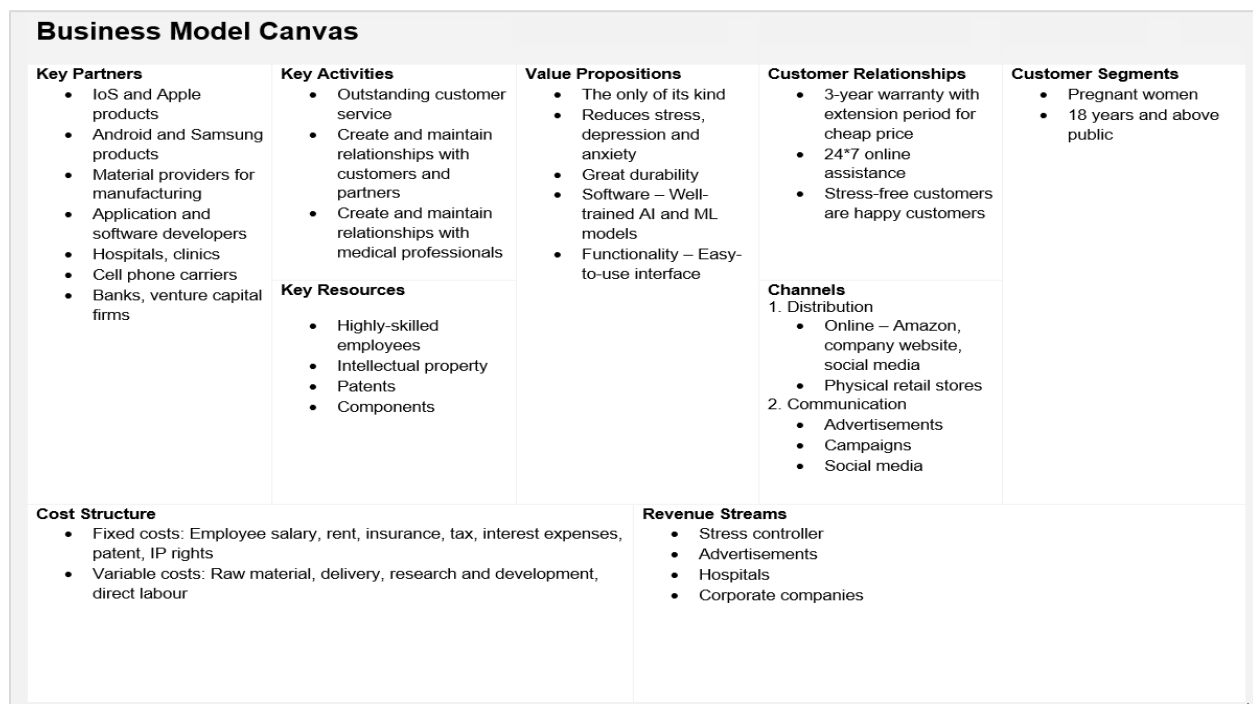 Business Model Canvas
Key Partners
• IoS and Apple
products
• Android and Samsung
products
• Material providers for
manufacturing
• Application and
software developers
• Hospitals, clinics
• Cell phone carriers
• Banks, venture capital
firms
Key Activities
• Outstanding customer
service
• Create and maintain
relationships with
customers and
partners
• Create and maintain
relationships with
medical professionals
Key Resources
• Highly-skilled
employees
• Intellectual property
• Patents
• Components
Value Propositions
• The only of its kind
• Reduces stress,
depression and
anxiety
• Great durability
• Software – Well-
trained AI and ML
models
• Functionality – Easy-
to-use interface
Customer Relationships
• 3-year warranty with
extension period for
cheap price
• 24*7 online
assistance
• Stress-free customers
are happy customers
Channels
1. Distribution
• Online – Amazon,
company website,
social media
• Physical retail stores
2. Communication
• Advertisements
• Campaigns
• Social media
Customer Segments
• Pregnant women
• 18 years and above
public
Cost Structure
• Fixed costs: Employee salary, rent, insurance, tax, interest expenses,
patent, IP rights
• Variable costs: Raw material, delivery, research and development,
direct labour
Revenue Streams
• Stress controller
• Advertisements
• Hospitals
• Corporate companies